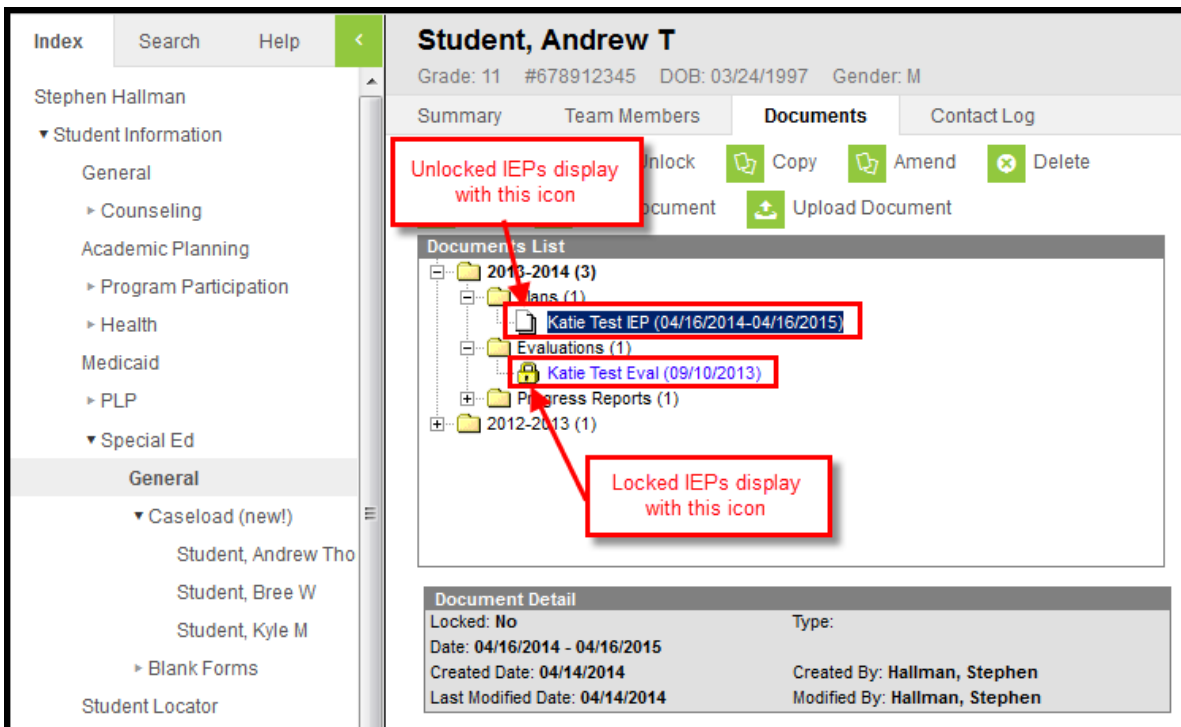 Index Search Help
Stephen Hallman
Student Information
General
Counseling
Academic Planning
Program Participation
Health
Medicaid
PLP
Special Ed
General
Caseload (new!)
Student, Andrew Tho
Student, Bree W
Student, Kyle M
Blank Forms
Student Locator
Student, Andrew T
Grade: 11 #678912345 DOB: 03/24/1997 Gender: M
Summary Team Members Documents Contact Log
Unlocked IEPs display
with this icon
nlock Copy Amend Delete
ocument Upload Document
Documents List
2013-2014 (3)
lans (1)
Katie Test IEP (04/16/2014-04/16/2015)
Evaluations (1)
Katie Test Eval (09/10/2013)
Progress Reports (1)
2012-2013 (1)
Locked IEPs display
with this icon
Document Detail
Locked: No Type:
Date: 04/16/2014 - 04/16/2015
Created Date: 04/14/2014 Created By: Hallman, Stephen
Last Modified Date: 04/14/2014 Modified By: Hallman, Stephen